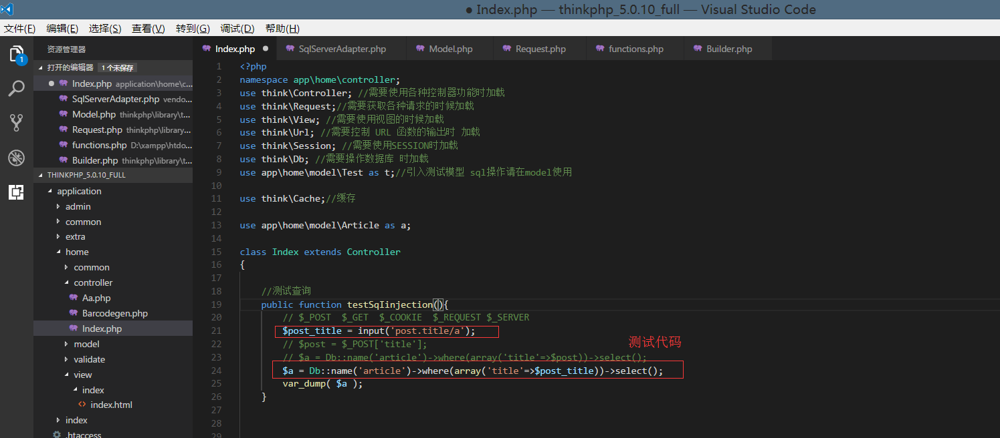 ● Index.php — thinkphp_5.0.10_full — Visual Studio Code
文件(F) 编辑(E) 选择(S) 查看(V) 转到(G) 调试(D) 帮助(H)
资源管理器
打开的编辑器 1 个未保存
Index.php application\home\c...
SqlServerAdapter.php vendo...
Model.php thinkphp\library\t...
Request.php thinkphp\library...
functions.php D:\xampp\htdo...
Builder.php thinkphp\library\t...
THINKPHP_5.0.10_FULL
application
admin
common
extra
home
common
controller
Aa.php
Barcodegen.php
Index.php
model
validate
view
index
index.html
index
.htaccess
1
Index.php SqlServerAdapter.php Model.php Request.php functions.php Builder.php
1 <?php
2 namespace app\home\controller;
3 use think\Controller; //需要使用各种控制器功能时加载
4 use think\Request;//需要获取各种请求的时候加载
5 use think\View; //需要使用视图的时候加载
6 use think\Url; //需要控制 URL 函数的输出时 加载
7 use think\Session; //需要使用SESSION时加载
8 use think\Db; //需要操作数据库 时加载
9 use app\home\model\Test as t;//引入测试模型 sql操作请在model使用
10
11 use think\Cache;//缓存
12
13 use app\home\model\Article as a;
14
15 class Index extends Controller
16 {
17
18 //测试查询
19 public function testSqIinjection(){
20 // $_POST $_GET $_COOKIE $_REQUEST $_SERVER
21 $post_title = input('post.title/a');
22 // $post = $_POST['title'];
测试代码
23 // $a = Db::name('article')->where(array('title'=>$post))->select();
24 $a = Db::name('article')->where(array('title'=>$post_title))->select();
25 var_dump( $a );
26 }
27
28
29